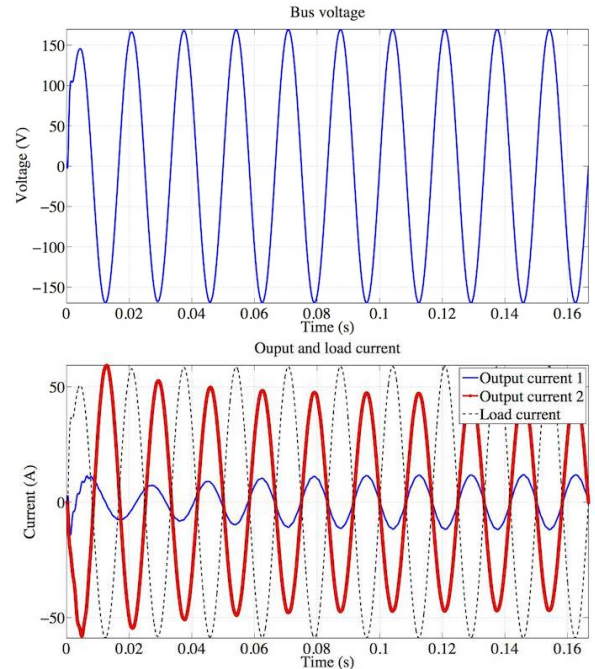 Bus voltage
150
100
50
0
−50
−100
−150
Voltage (V)
0 0.02 0.04 0.06 0.08 0.1 0.12 0.14 0.16
Time (s)
Ouput and load current
Output current 1
Output current 2
Load current
50
0
−50
Current (A)
0 0.02 0.04 0.06 0.08 0.1 0.12 0.14 0.16
Time (s)